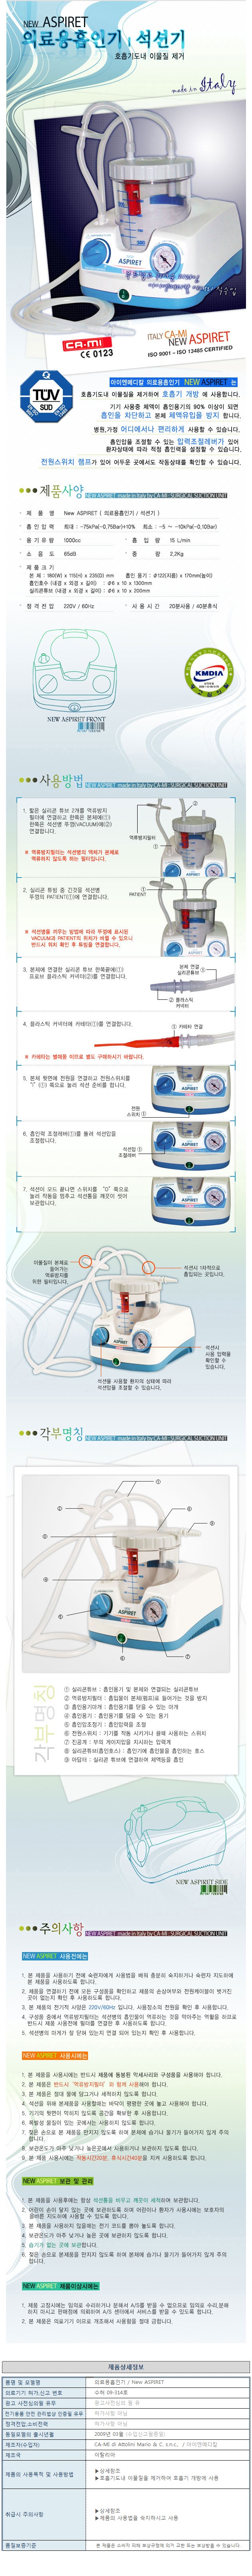 NEW ASPIRET
의료용흡인기 | 석션기
호흡기도내 이물질 제거
made in Italy
CA-MI
CE 0123
ITALY CA-MI
NEW ASPIRET
ISO 9001 - ISO 13485 CERTIFIED
TÜV
SUD
아이엔메디칼 의료용흡인기 NEW ASPIRET 는
호흡기도내 이물질을 제거하여 호흡기 개방 에 사용합니다.
기기 사용중 체액이 흡인용기의 90% 이상이 되면
흡인을 차단하고 본체 체액유입을 방지 합니다.
병원,가정 어디에서나 편리하게 사용할 수 있습니다.
흡인압을 조절할 수 있는 압력조절레버가 있어
환자상태에 따라 적정 흡인력을 설정할 수 있습니다.
전원스위치 램프가 있어 어두운 곳에서도 작동상태를 확인할 수 있습니다.
제품사양 NEW ASPIRET made in Italy by CA-MI : SURGICAL SUCTION UNIT
제 품 명 New ASPIRET ( 의료용흡인기 / 석션기 )
흡 인 압 력 최대 : -75kPa(-0.75Bar)+10% 최소 : -5 ~ -10kPa(-0.10Bar)
용 기 용 량 1000cc 흡 입 량 15 L/min
소 음 도 65dB 중 량 2.2Kg
제 품 크 기
본 체 : 180(W) x 115(H) x 235(D) mm 흡인 용기 : Φ122(지름) x 170mm(높이)
흡인호스 (내경 x 외경 x 길이) : Φ6 x 10 x 1300mm
실리콘튜브 (내경 x 외경 x 길이) : Φ6 x 10 x 200mm
정 격 전 압 220V / 60Hz 사 용 시 간 20분사용 / 40분휴식
KMDIA
NEW ASPIRET FRONT
사용방법 NEW ASPIRET made in Italy by CA-MI : SURGICAL SUCTION UNIT
1. 짧은 실리콘 튜브 2개를 역류방지
필터에 연결하고 한쪽은 본체에(①)
한쪽은 석션병 뚜껑(VACUUM)에②)
연결합니다.
역류방지필터
※ 역류방지필터는 석션병의 액체가 본체로
역류하지 않도록 하는 필터입니다.
2. 실리콘 튜빙 중 긴것을 석션병
뚜껑의 PATIENT(①)에 연결합니다.
① PATIENT
※ 석션병을 끼우는 방법에 따라 뚜껑에 표시된
VACUUM과 PATIENT의 위치가 바뀔 수 있으니
반드시 위치 확인 후 튜빙을 연결합니다.
3. 본체에 연결한 실리콘 튜브 한쪽끝에(①)
프로브 플라스틱 커넥터(②)를 연결합니다.
본체 연결 실리콘튜브 ①
② 플라스틱 커넥터
4. 플라스틱 커넥터에 카테타(①)를 연결합니다.
① 카테타 연결
※ 카테타는 별매품 이므로 별도 구매하시기 바랍니다.
5. 본체 뒷면에 전원을 연결하고 전원스위치를
"I"(①) 쪽으로 눌러 석션 준비를 합니다.
전원 스위치 ①
6. 흡인력 조절레버(①)를 돌려 석션압을
조절합니다.
석션압 ① 조절레버
7. 석션이 모두 끝나면 스위치를 "O" 쪽으로
눌러 작동을 멈추고 석션통을 깨끗이 씻어
보관합니다.
이물질이 본체로
들어가는
역류방지를
위한 필터입니다.
석션시 1차적으로
흡입되는 곳입니다.
석션시
사용 압력을
확인할 수
있습니다.
석션을 사용할 환자의 상태에 따라
석션압을 조절할 수 있습니다.
각부명칭 NEW ASPIRET made in Italy by CA-MI : SURGICAL SUCTION UNIT
각부명칭
① 실리콘튜브 : 흡인용기 및 본체와 연결되는 실리콘튜브
② 역류방지필터 : 흡입물이 본체(펌프)로 들어가는 것을 방지
③ 흡인용기마개 : 흡인용기를 닫을 수 있는 마개
④ 흡인용기 : 흡인물을 담을 수 있는 용기
⑤ 흡인압조정기 : 흡인압력을 조절
⑥ 전원스위치 : 기기를 작동 시키거나 끌때 사용하는 스위치
⑦ 진공계 : 부의 게이지압을 지시하는 압력계
⑧ 실리콘튜브(흡인호스) : 흡인기에 흡인물을 흡인하는 호스
⑨ 아답터 : 실리콘 튜브에 연결하여 체액등을 흡인
NEW ASPIRET SIDE
주의사항 NEW ASPIRET made in Italy by CA-MI : SURGICAL SUCTION UNIT
NEW ASPIRET 사용전에는
1. 본 제품을 사용하기 전에 숙련자에게 사용법을 배워 충분히 숙지하거나 숙련자 지도하에
본 제품을 사용하도록 합니다.
2. 제품을 연결하기 전에 모든 구성품을 확인하고 제품의 손상여부와 전원케이블이 벗겨진
곳이 없는지 확인 후 사용하도록 합니다.
3. 본 제품의 전기적 사양은 220V/60Hz 입니다. 사용장소의 전원을 확인 후 사용합니다.
4. 구성품 중에서 역류방지필터는 석션병의 흡인물이 역류하는 것을 막아주는 역할을 하므로
반드시 제품 사용전에 필터를 연결한 후 사용하도록 합니다.
5. 석션병의 마개가 잘 닫혀 있는지 연결 되어 있는지 확인 후 사용합니다.
NEW ASPIRET 사용시에는
1. 본 제품을 사용시에는 반드시 제품에 동봉된 악세사리와 구성품을 사용해야 합니다.
2. 본 제품은 반드시 '역류방지필터' 와 함께 사용해야 합니다.
3. 본 제품은 절대 물에 담그거나 세척하지 않도록 합니다.
4. 석션을 위해 본제품을 사용할때는 바닥이 평평한 곳에 놓고 사용해야 합니다.
5. 기기의 뒷면이 막히지 않도록 공간을 확보한 후 사용합니다.
6. 폭발성 물질이 있는 곳에서는 사용하지 않도록 합니다.
7. 젖은 손으로 본 제품을 만지지 않도록 하며 본체에 습기나 물기가 들어가지 않게 주의
합니다.
8. 보관온도가 아주 낮거나 높은곳에서 사용하거나 보관하지 않도록 합니다.
9. 본 제품 사용시에는 작동시간20분, 휴식시간40분을 지켜 사용하도록 합니다.
NEW ASPIRET 보관 및 관리
1. 본 제품을 사용후에는 항상 석션통을 비우고 깨끗이 세척하여 보관합니다.
2. 어린이 손이 닿지 않는 곳에 보관하도록 하며 어린이나 환자가 사용시에는 보호자의
올바른 지도하에 사용할 수 있도록 합니다.
3. 본 제품을 사용하지 않을때는 전기 코드를 뽑아 놓도록 합니다.
4. 보관온도가 아주 낮거나 높은 곳에 보관하지 않도록 합니다.
5. 습기가 없는 곳에 보관합니다.
6. 젖은 손으로 본제품을 만지지 않도록 하며 본체에 습기나 물기가 들어가지 않게 주의
합니다.
NEW ASPIRET 제품이상시에는
1. 제품 고장시에는 임의로 수리하거나 분해시 A/S를 받을 수 없으므로 임의로 수리,분해
하지 마시고 판매점에 의뢰하여 A/S 센터에서 서비스를 받을 수 있도록 합니다.
2. 본 제품은 의료기기 이므로 개조해서 사용함을 절대 금합니다.
제품상세정보
품명 및 모델명 의료용흡인기 / New ASPIRET
의료기기 허가,신고 번호 수허 09-314호
광고 사전심의필 유무 광고사전심의 필 유
전기용품 안전 관리법상 인증필 유무 허가사항 아님
정격전압,소비전력 허가사항 아님
동일모델의 출시년월 2009년 03월 (수입신고필증일)
제조자(수입자) CA-MI di Attolini Mario & C. s.n.c, / 아이엔메디칼
제조국 이탈리아
제품의 사용목적 및 사용방법 ▶상세참조
▶호흡기도내 이물질을 제거하여 호흡기 개방에 사용
취급시 주의사항 ▶상세참조
▶제품의 사용법을 숙지하시고 사용
품질보증기준 본 제품은 소비자 피해 보상규정에 의거 교환 또는 보상받을 수 있습니다.